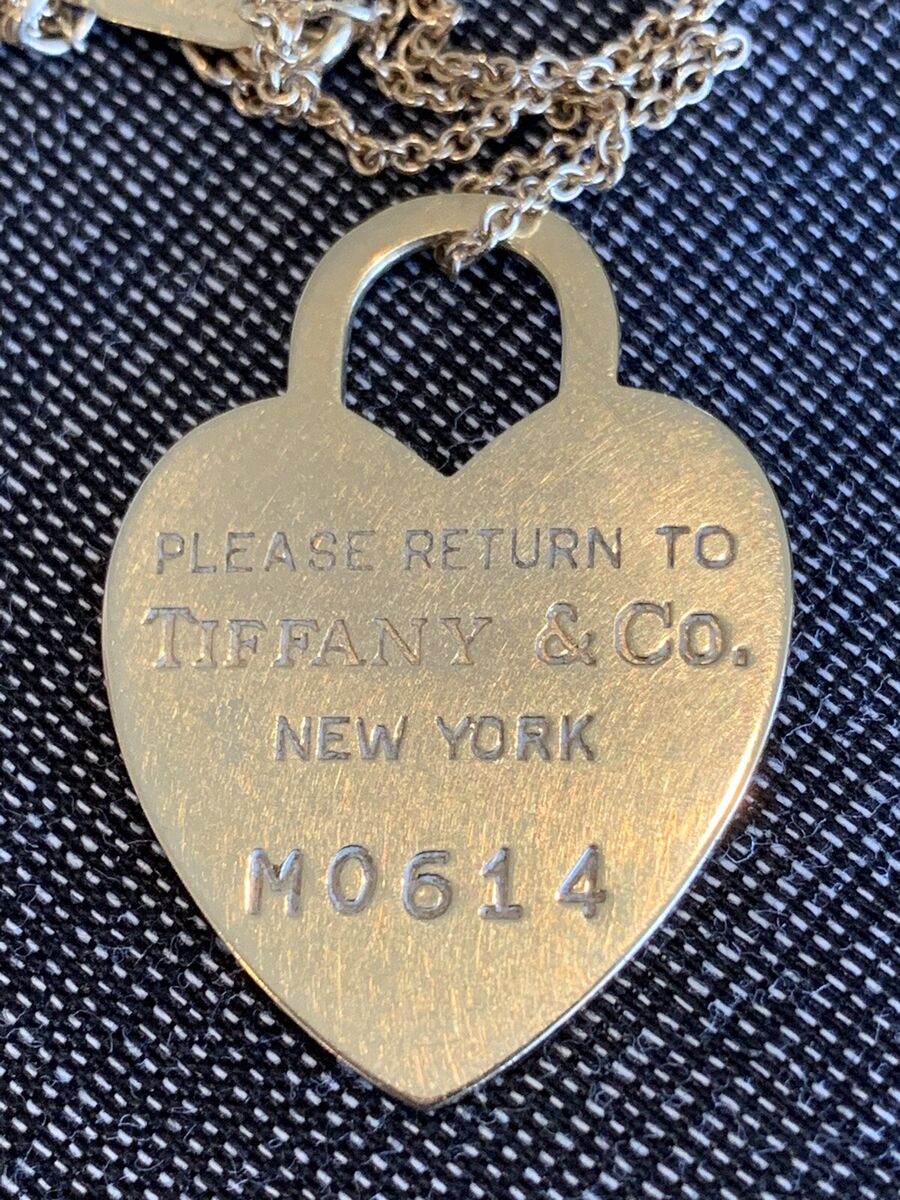 PLEASE RETURN TO
TIFFANY & CO.
NEW YORK
M0614